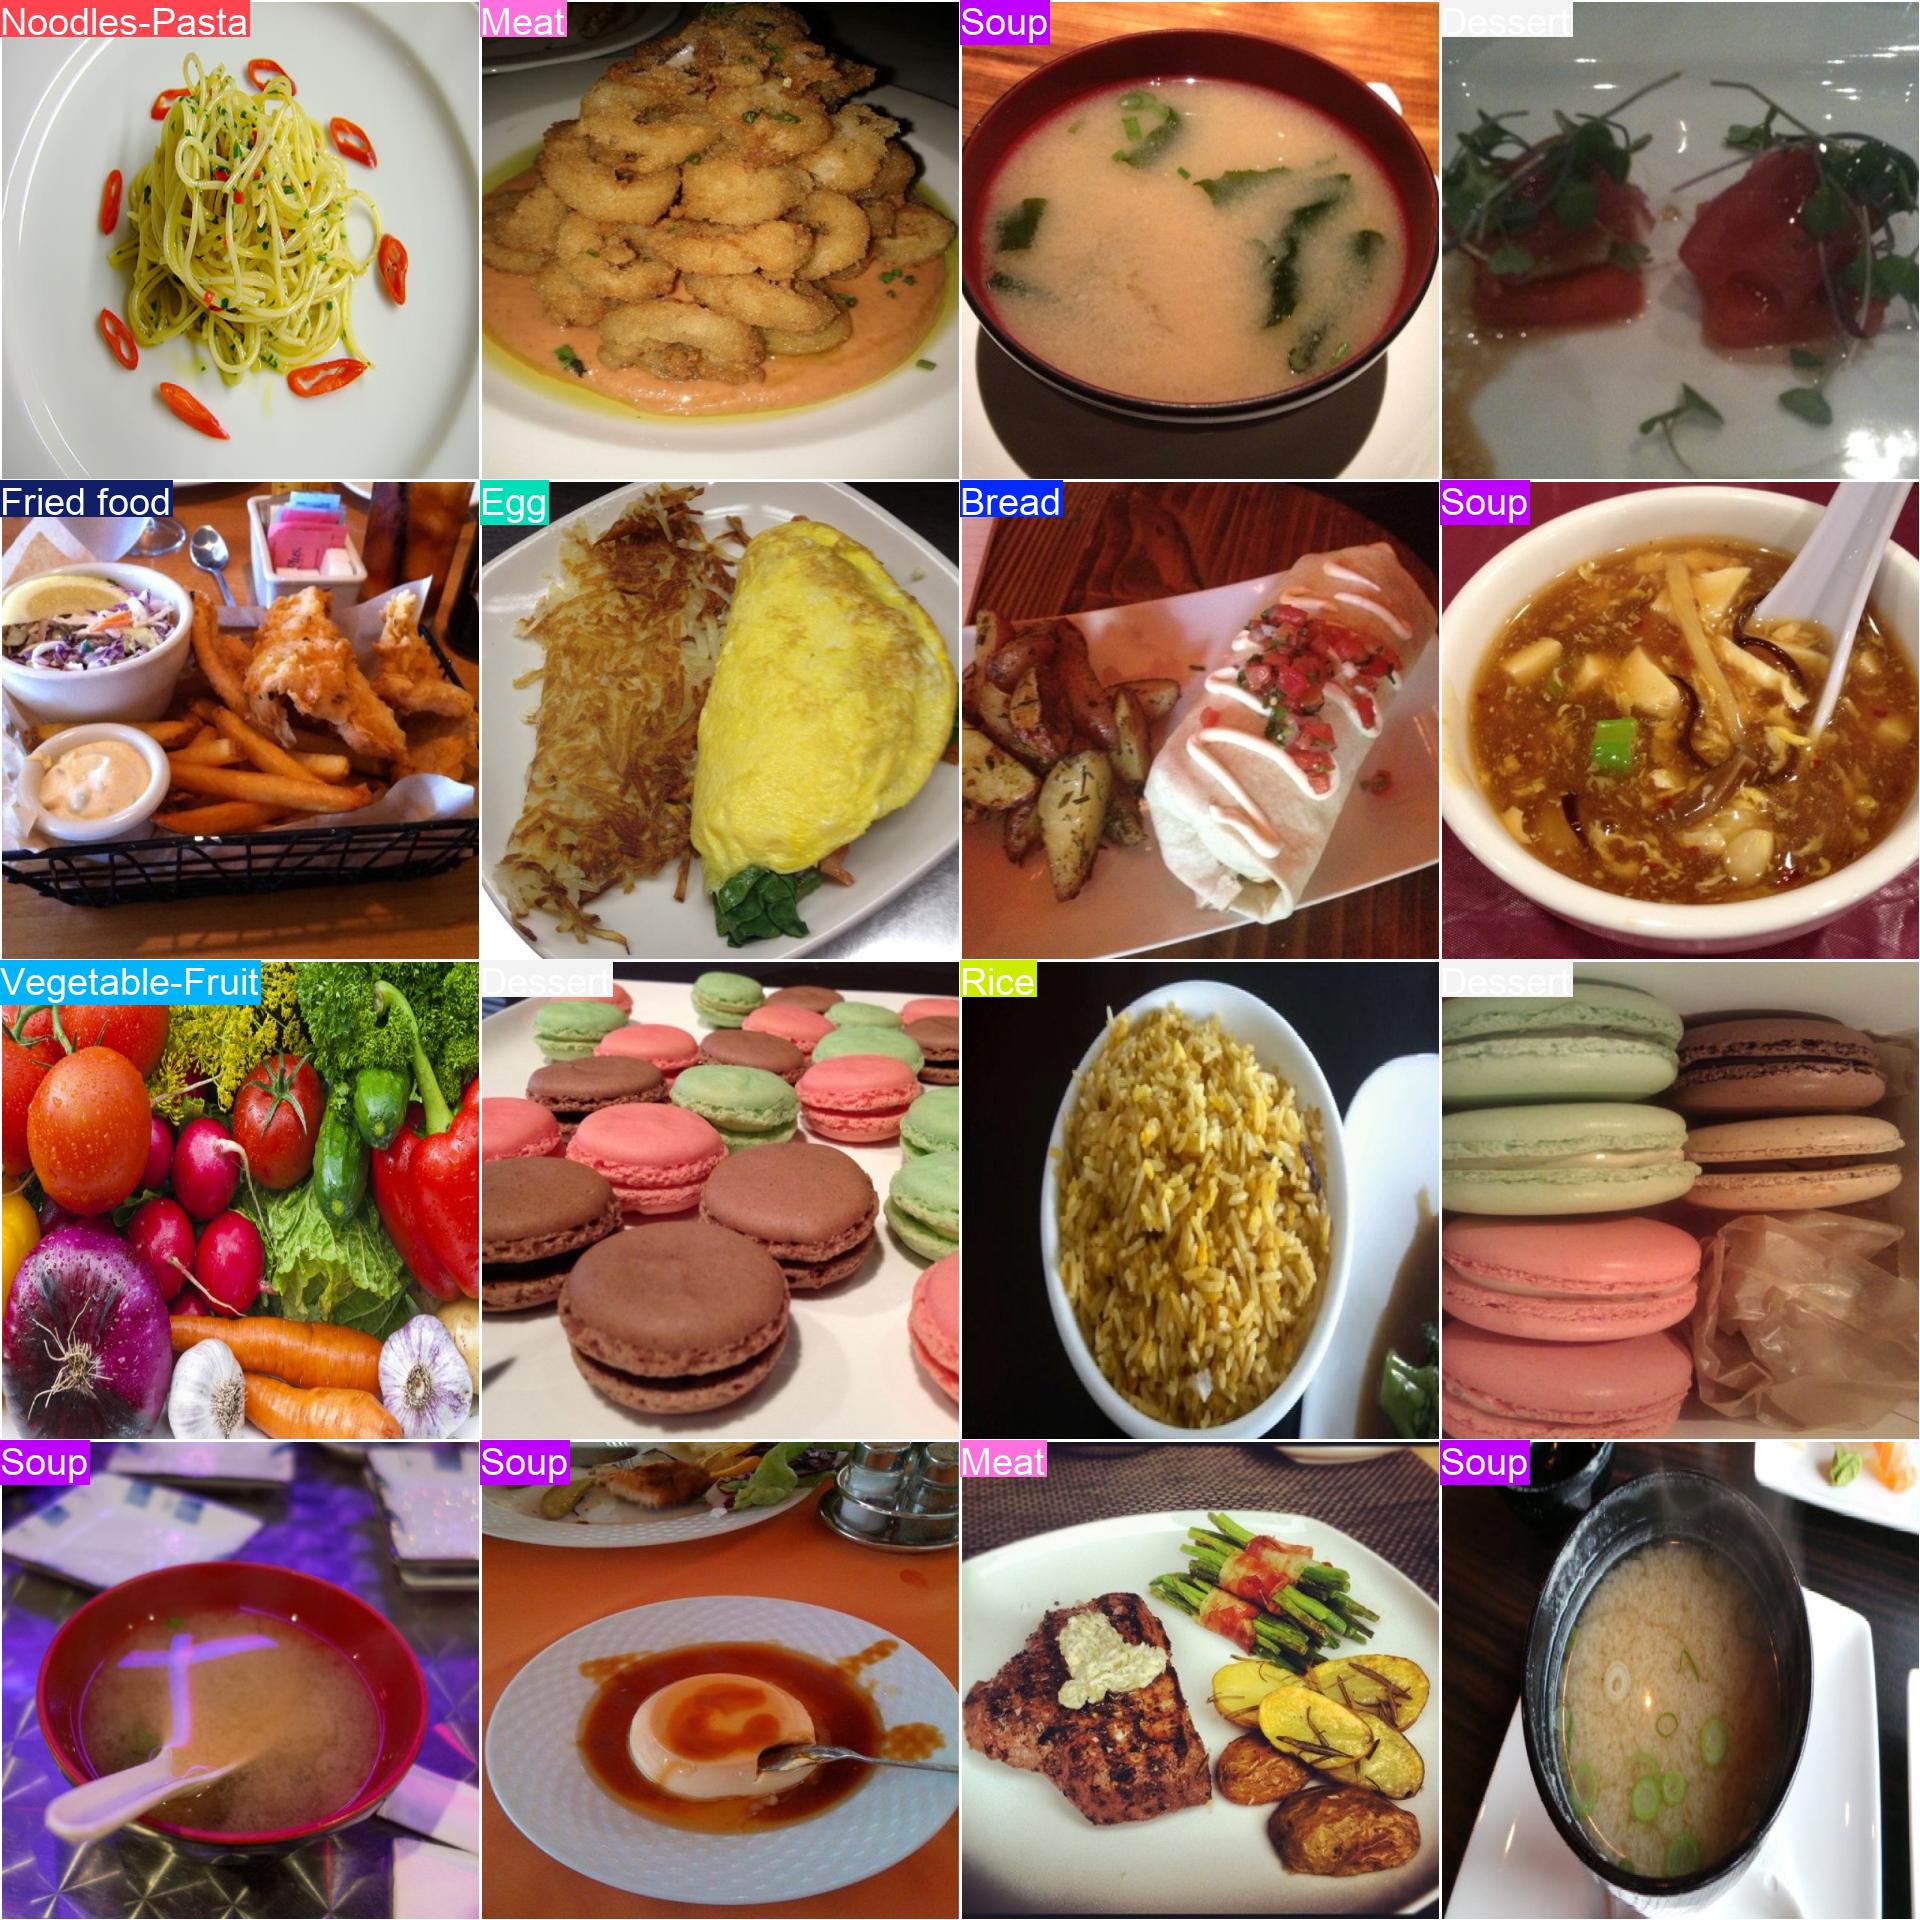 Noodles-Pasta
Meat
Soup
Dessert
Fried food
Egg
Bread
Soup
Vegetable-Fruit
Dessert
Rice
Dessert
Soup
Soup
Meat
Soup